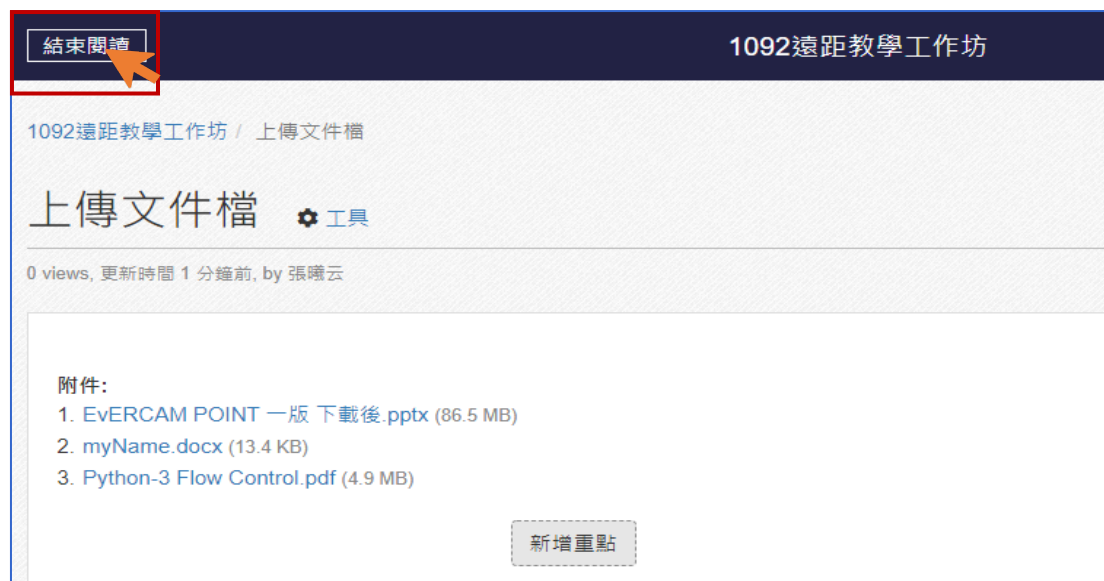 結束閱讀
1092遠距教學工作坊
1092遠距教學工作坊 / 上傳文件檔
上傳文件檔 工具
0 views, 更新時間 1 分鐘前, by 張曦云
附件:
1. EvERCAM POINT 一版 下載後.pptx (86.5 MB)
2. myName.docx (13.4 KB)
3. Python-3 Flow Control.pdf (4.9 MB)
新增重點